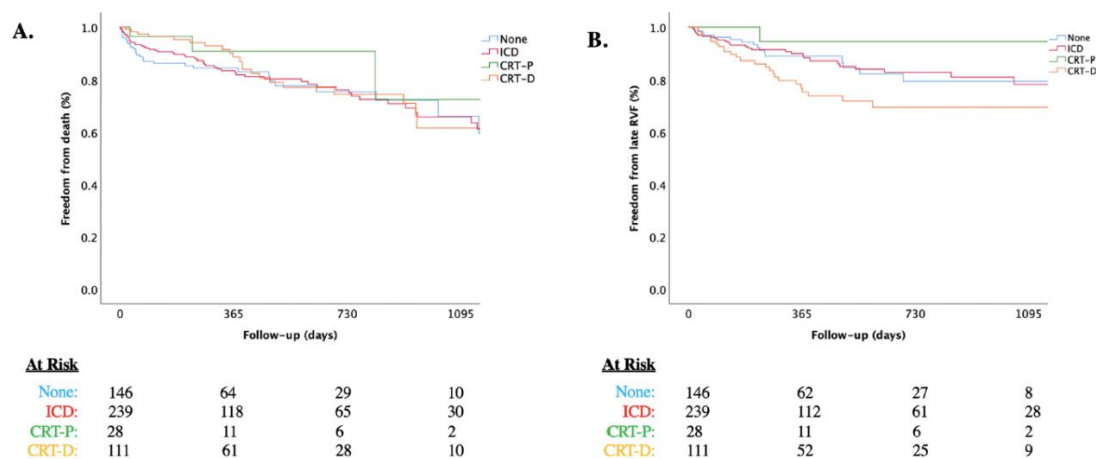 A.
Freedom from death (%)
1.0
0.8
0.6
0.4
0.2
0.0
None
ICD
CRT-P
CRT-D
0 365 730 1095
Follow-up (days)
At Risk
None: 146 64 29 10
ICD: 239 118 65 30
CRT-P: 28 11 6 2
CRT-D: 111 61 28 10
B.
Freedom from late RVF (%)
1.0
0.8
0.6
0.4
0.2
0.0
None
ICD
CRT-P
CRT-D
0 365 730 1095
Follow-up (days)
At Risk
None: 146 62 27 8
ICD: 239 112 61 28
CRT-P: 28 11 6 2
CRT-D: 111 52 25 9